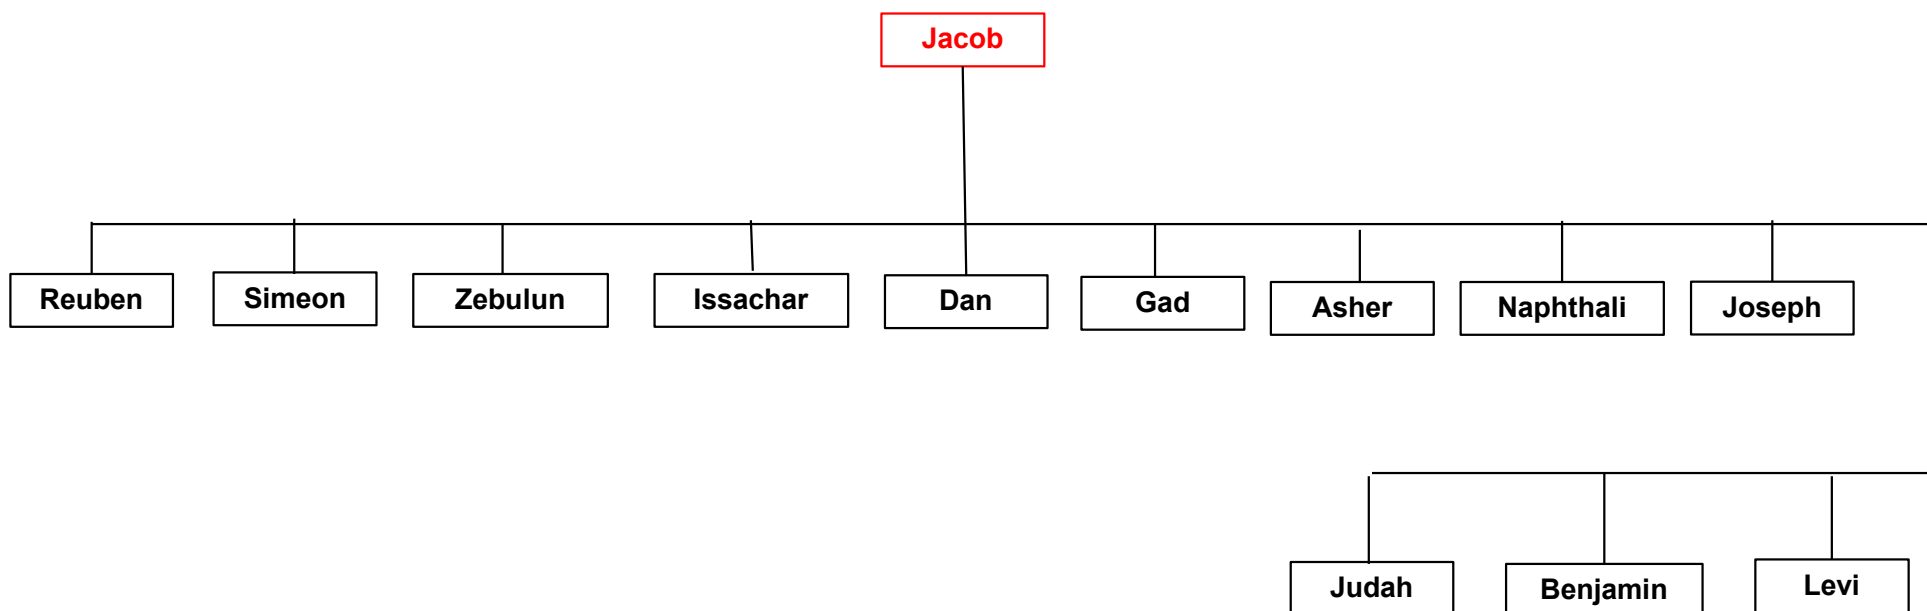 Jacob
Reuben Simeon Zebulun Issachar Dan Gad Asher Naphthali Joseph
Judah Benjamin Levi